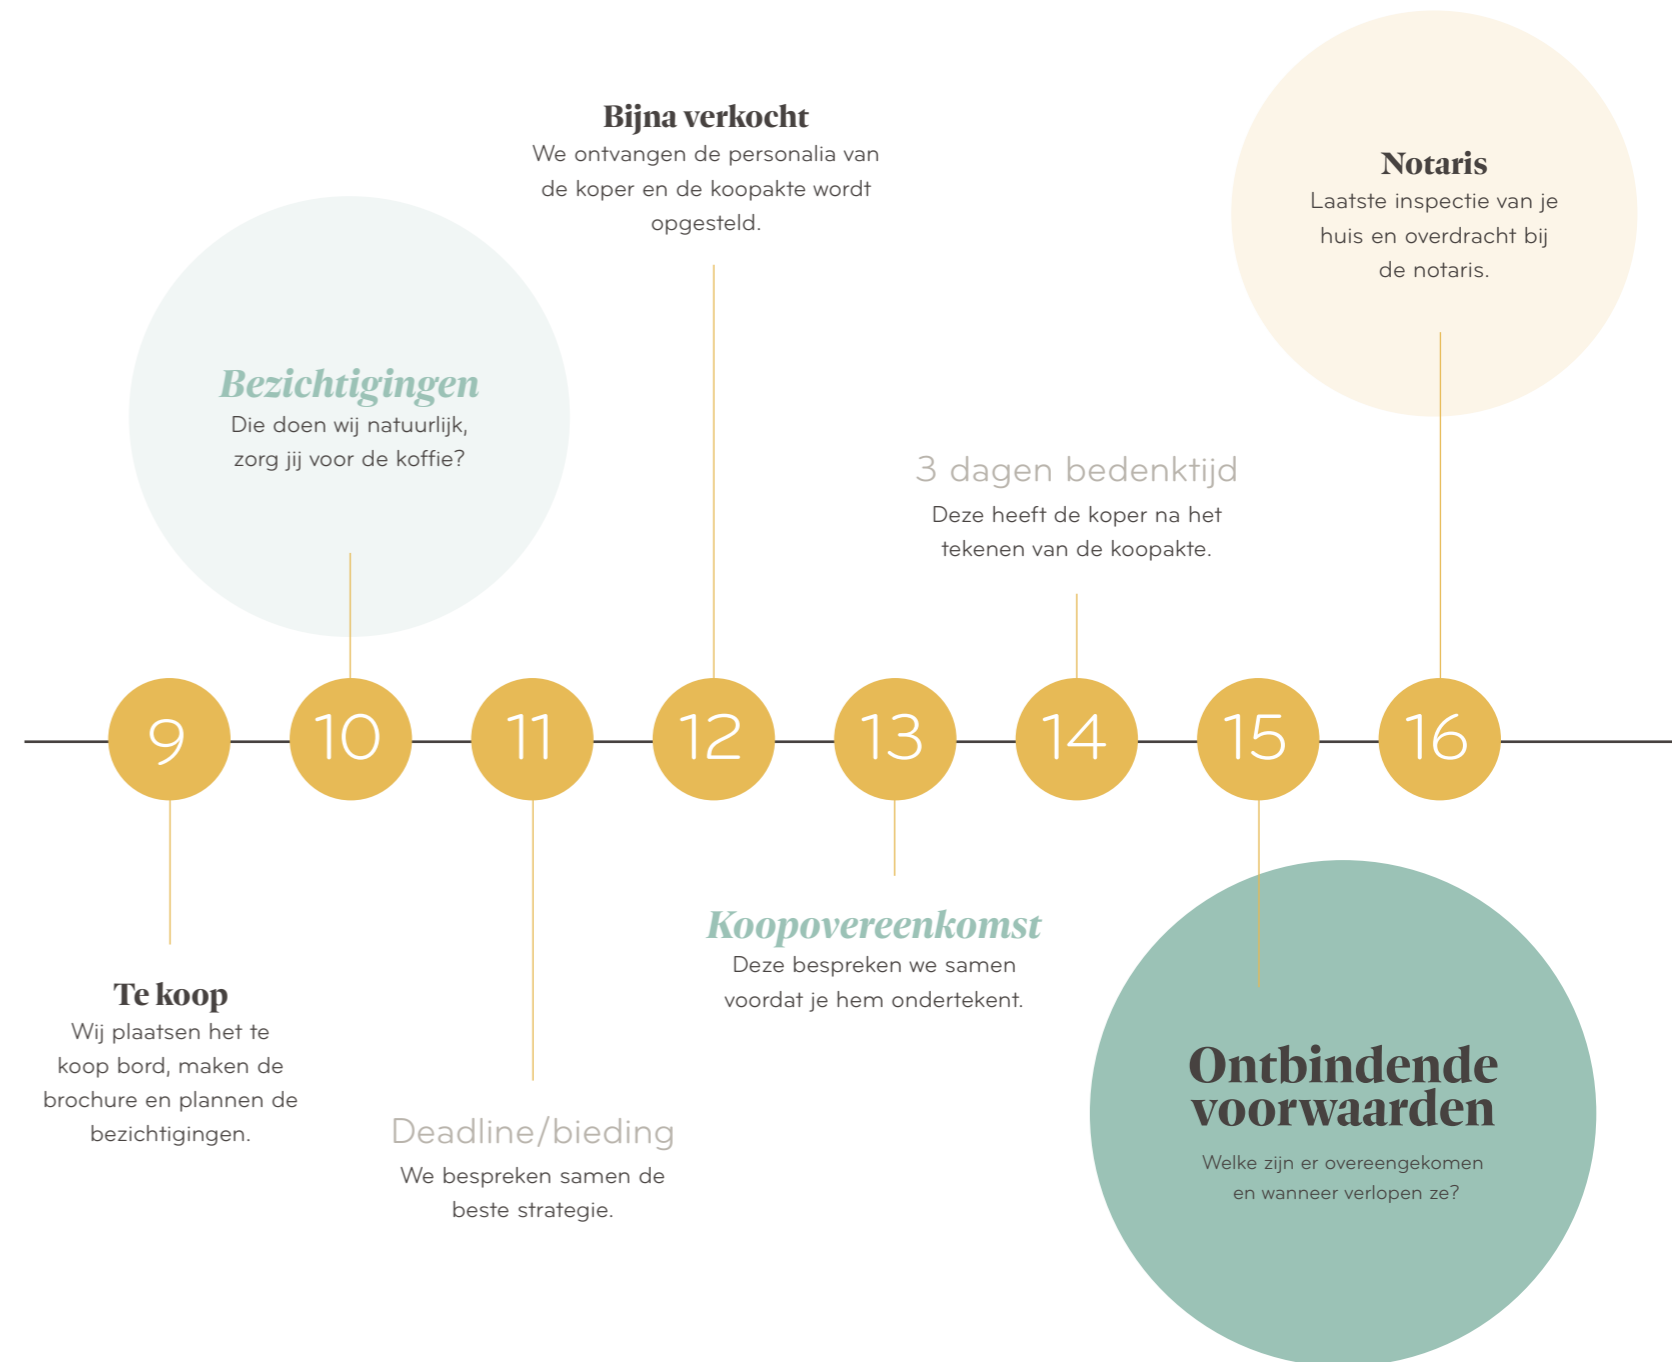 Bijna verkocht
We ontvangen de personalia van
de koper en de koopakte wordt
opgesteld.
Notaris
Laatste inspectie van je
huis en overdracht bij
de notaris.
Bezichtigingen
Die doen wij natuurlijk,
zorg jij voor de koffie?
3 dagen bedenktijd
Deze heeft de koper na het
tekenen van de koopakte.
9 10 11 12 13 14 15 16
Te koop
Wij plaatsen het te
koop bord, maken de
brochure en plannen de
bezichtigingen.
Deadline/bieding
We bespreken samen de
beste strategie.
Koopovereenkomst
Deze bespreken we samen
voordat je hem ondertekent.
Ontbindende
voorwaarden
Welke zijn er overeengekomen
en wanneer verlopen ze?